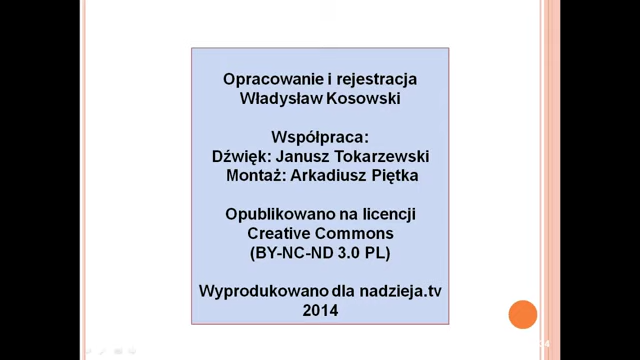 Opracowanie i rejestracja
Władysław Kosowski
Współpraca:
Dźwięk: Janusz Tokarzewski
Montaż: Arkadiusz Piętka
Opublikowano na licencji
Creative Commons
(BY-NC-ND 3.0 PL)
Wyprodukowano dla nadzieja.tv
2014